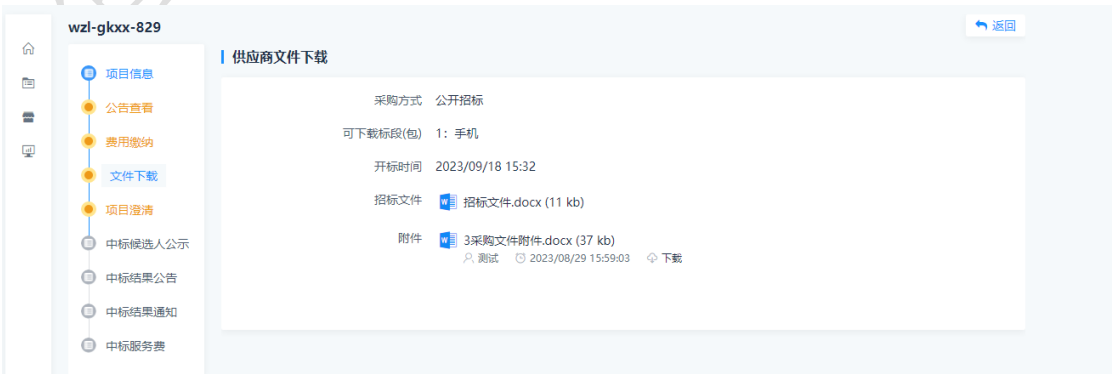 wzl-gkxx-829
返回
项目信息
公告查看
费用缴纳
文件下载
项目澄清
中标候选人公示
中标结果公告
中标结果通知
中标服务费
供应商文件下载
采购方式 公开招标
可下载标段(包) 1：手机
开标时间 2023/09/18 15:32
招标文件 招标文件.docx (11 kb)
附件 3采购文件附件.docx (37 kb)
测试 2023/08/29 15:59:03 下载